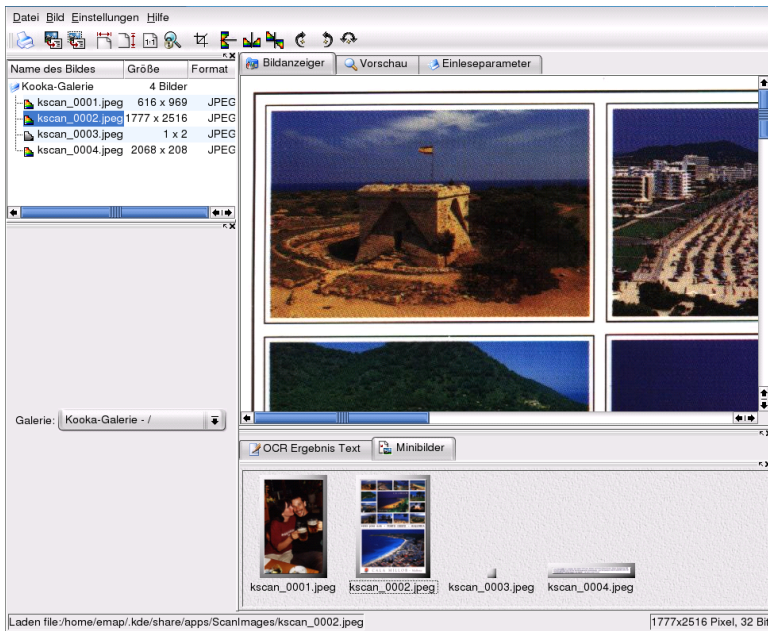 Datei Bild Einstellungen Hilfe
Name des Bildes Größe Format
Kooka-Galerie 4 Bilder
kscan_0001.jpeg 616 x 969 JPEG
kscan_0002.jpeg 1777 x 2516 JPEG
kscan_0003.jpeg 1 x 2 JPEG
kscan_0004.jpeg 2068 x 208 JPEG
Galerie: Kooka-Galerie - /
Bildanzeiger Vorschau Einleseparameter
OCR Ergebnis Text Minibilder
CALA MILLOR
kscan_0001.jpeg kscan_0002.jpeg kscan_0003.jpeg kscan_0004.jpeg
Laden file:/home/emap/.kde/share/apps/ScanImages/kscan_0002.jpeg 1777x2516 Pixel, 32 Bit